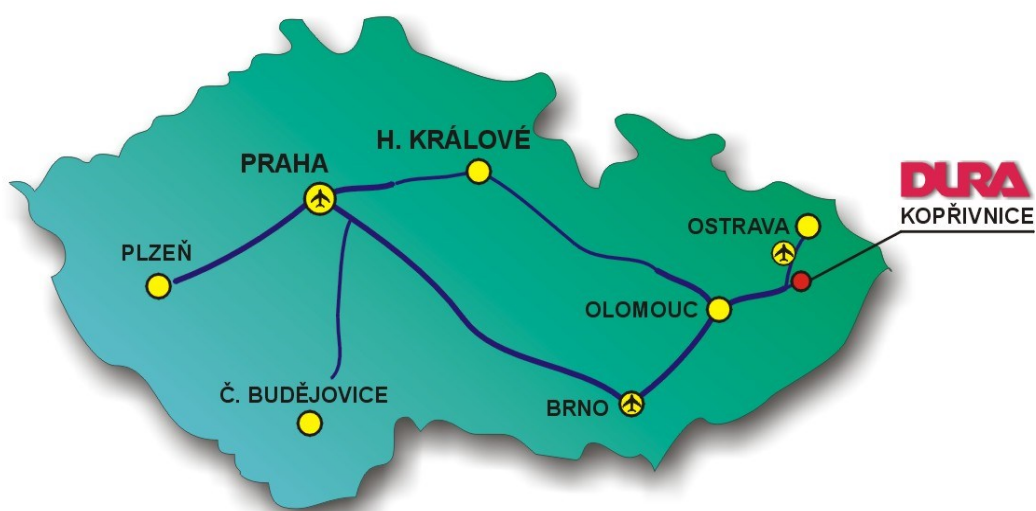 H. KRÁLOVÉ
PRAHA
DURA
KOPŘIVNICE
OSTRAVA
PLZEŇ
OLOMOUC
Č. BUDĚJOVICE
BRNO